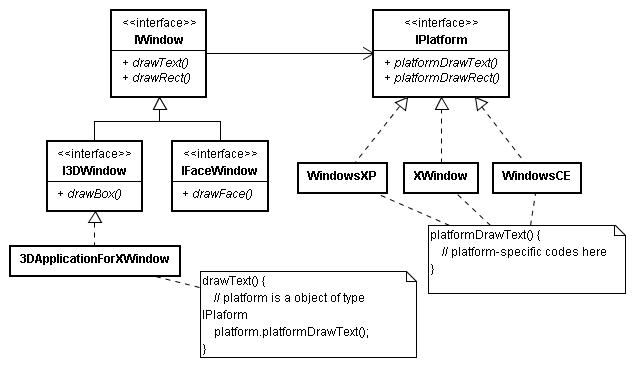 <<interface>>
IWindow
+ drawText()
+ drawRect()
<<interface>>
IPlatform
+ platformDrawText()
+ platformDrawRect()
<<interface>>
I3DWindow
+ drawBox()
<<interface>>
IFaceWindow
+ drawFace()
WindowsXP
XWindow
WindowsCE
3DApplicationForXWindow
platformDrawText() {
// platform-specific codes here
}
drawText() {
// platform is a object of type
IPlaform
platform.platformDrawText();
}